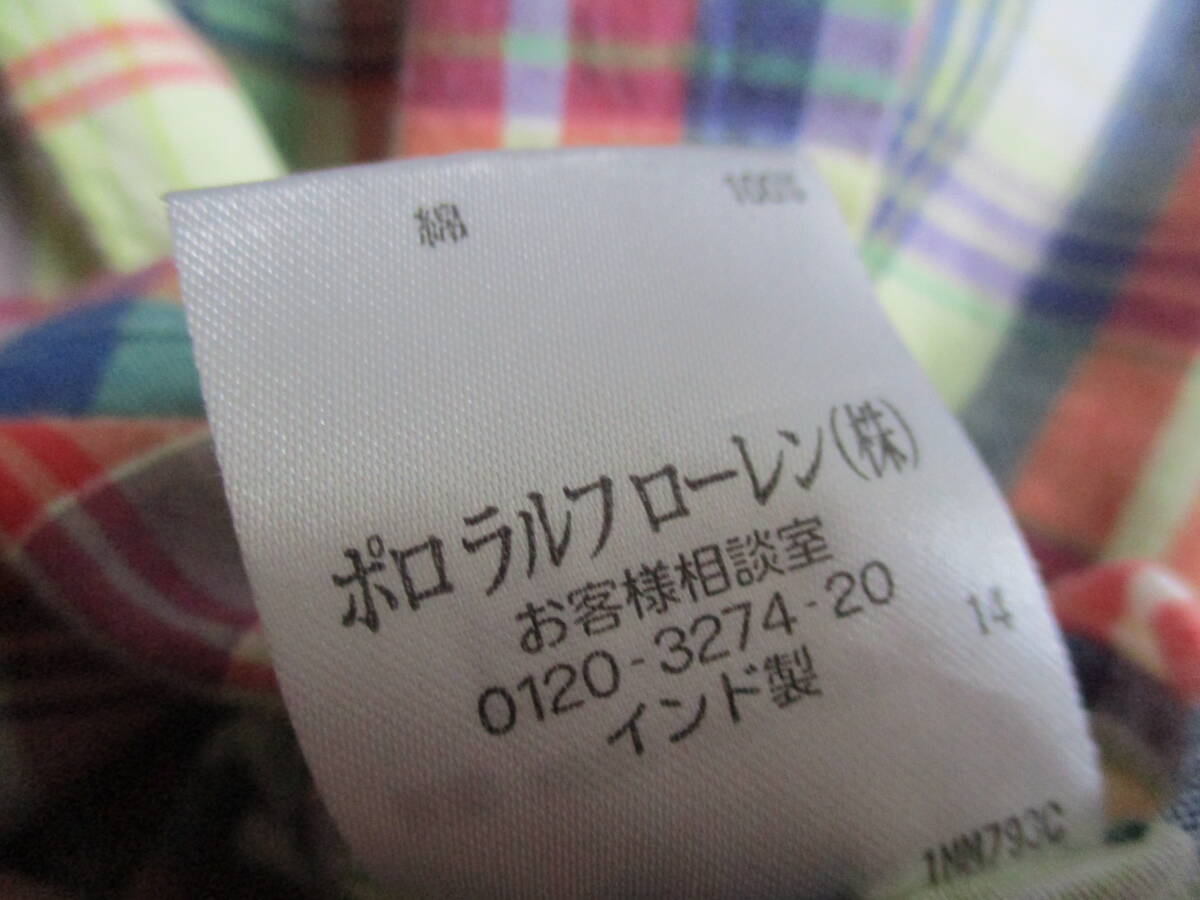 綿 100%
ポロ ラルフ ローレン(株)
お客様相談室
0120-3274-20
14
インド製
1NM793C